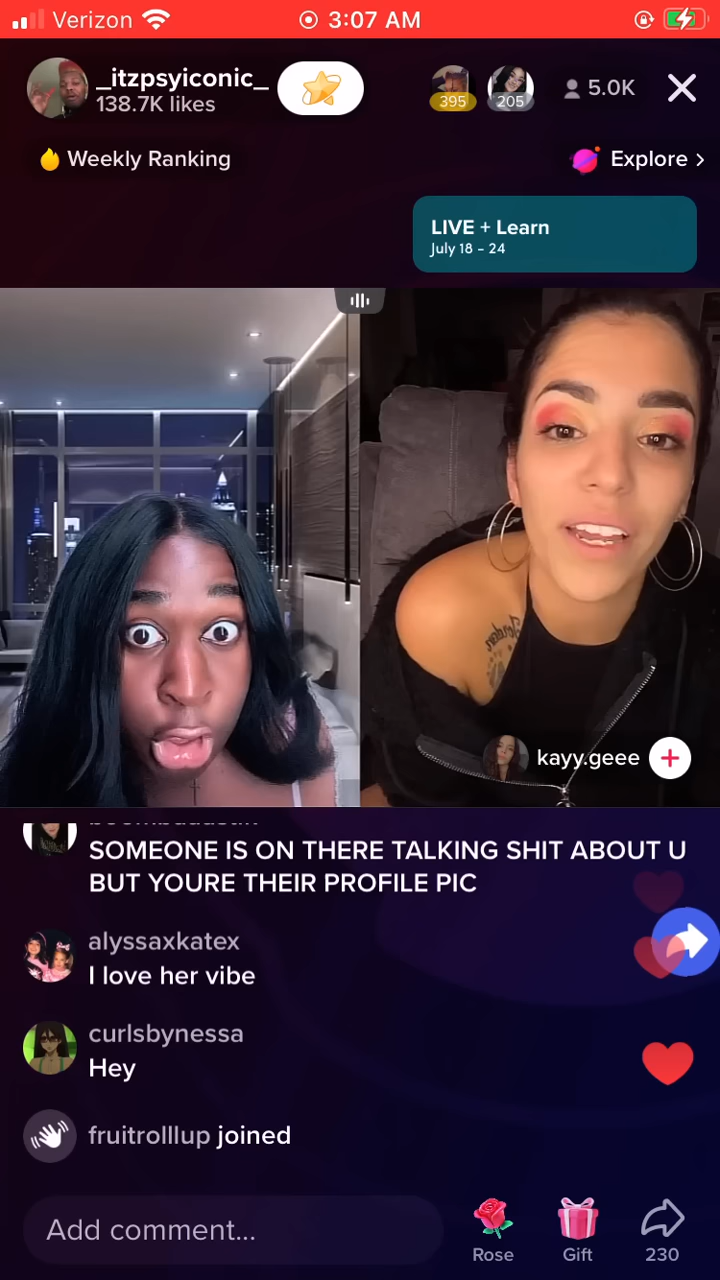 Verizon 3:07 AM
_itzpsyiconic_
138.7K likes
395
205
5.0K
Weekly Ranking
Explore >
LIVE + Learn
July 18 - 24
kayy.geee
SOMEONE IS ON THERE TALKING SHIT ABOUT U
BUT YOURE THEIR PROFILE PIC
alyssaxkatex
I love her vibe
curlsbynessa
Hey
fruitrolllup joined
Add comment...
Rose
Gift
230